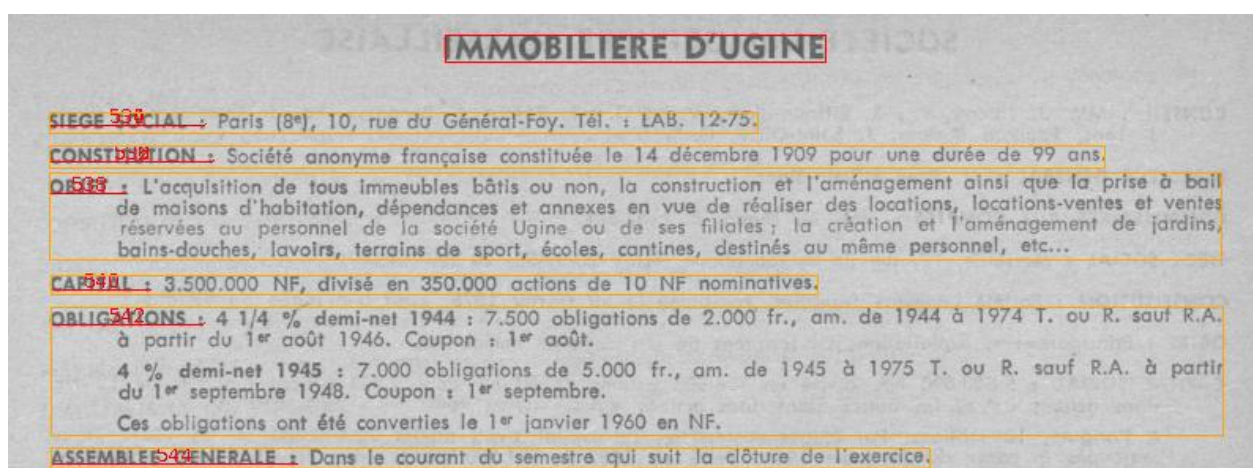 IMMOBILIERE D'UGINE
SIEGE SOCIAL : Paris (8e), 10, rue du Général-Foy. Tél. : LAB. 12-75.
CONSTITUTION : Société anonyme française constituée le 14 décembre 1909 pour une durée de 99 ans.
OBJET : L'acquisition de tous immeubles bâtis ou non, la construction et l'aménagement ainsi que la prise à bail
de maisons d'habitation, dépendances et annexes en vue de réaliser des locations, locations-ventes et ventes
réservées au personnel de la société Ugine ou de ses filiales ; la création et l'aménagement de jardins,
bains-douches, lavoirs, terrains de sport, écoles, cantines, destinés au même personnel, etc...
CAPITAL : 3.500.000 NF, divisé en 350.000 actions de 10 NF nominatives.
542
OBLIGATIONS : 4 1/4 % demi-net 1944 : 7.500 obligations de 2.000 fr., am. de 1944 à 1974 T. ou R. sauf R.A.
à partir du 1er août 1946. Coupon : 1er août.
4 % demi-net 1945 : 7.000 obligations de 5.000 fr., am. de 1945 à 1975 T. ou R. sauf R.A. à partir
du 1er septembre 1948. Coupon : 1er septembre.
Ces obligations ont été converties le 1er janvier 1960 en NF.
544
ASSEMBLEE GENERALE : Dans le courant du semestre qui suit la clôture de l'exercice.